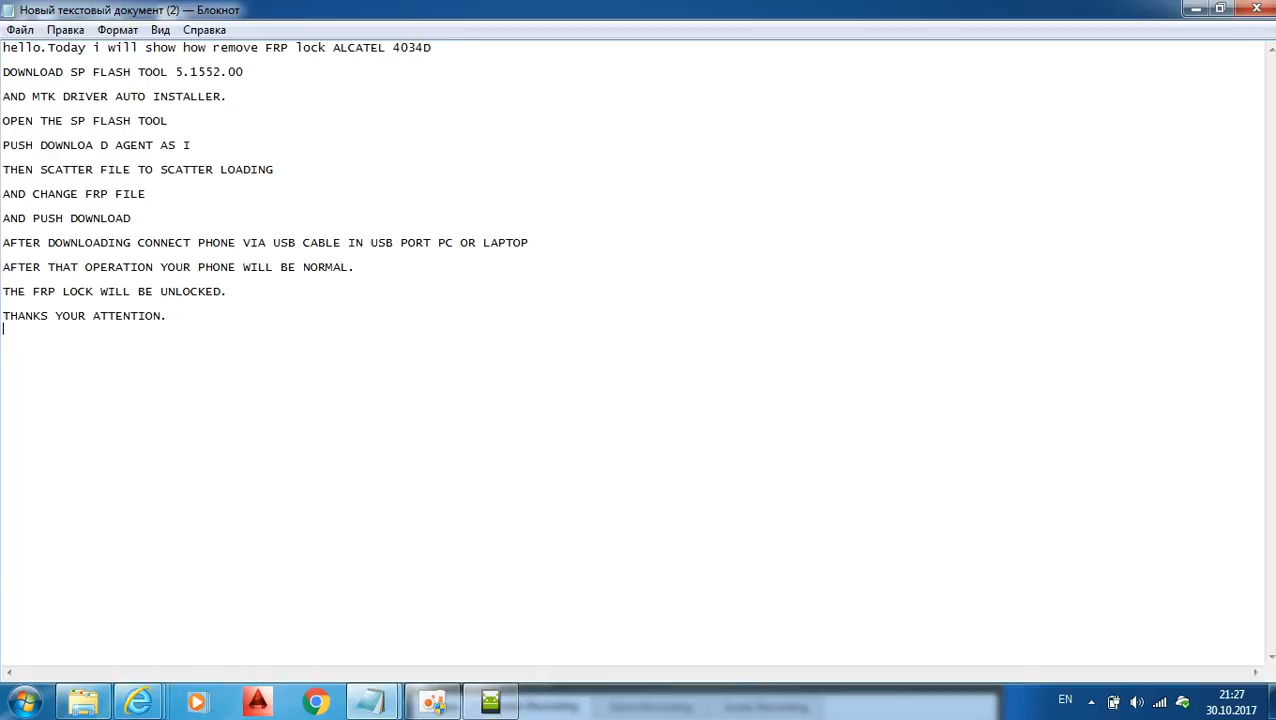 Новый текстовый документ (2) — Блокнот
Файл Правка Формат Вид Справка
hello.Today i will show how remove FRP lock ALCATEL 4034D
DOWNLOAD SP FLASH TOOL 5.1552.00
AND MTK DRIVER AUTO INSTALLER.
OPEN THE SP FLASH TOOL
PUSH DOWNLOA D AGENT AS I
THEN SCATTER FILE TO SCATTER LOADING
AND CHANGE FRP FILE
AND PUSH DOWNLOAD
AFTER DOWNLOADING CONNECT PHONE VIA USB CABLE IN USB PORT PC OR LAPTOP
AFTER THAT OPERATION YOUR PHONE WILL BE NORMAL.
THE FRP LOCK WILL BE UNLOCKED.
THANKS YOUR ATTENTION.
EN
21:27
30.10.2017